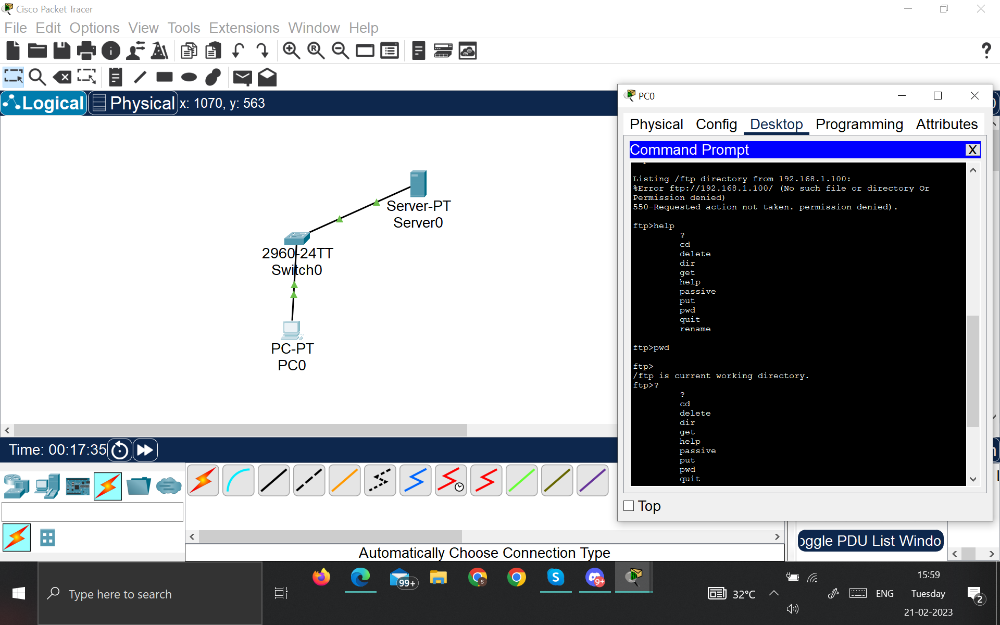 Cisco Packet Tracer
File Edit Options View Tools Extensions Window Help
Logical Physical x: 1070, y: 563
Server-PT
Server0
2960-24TT
Switch0
PC-PT
PC0
PC0
Physical Config Desktop Programming Attributes
Command Prompt X
Listing /ftp directory from 192.168.1.100:
%Error ftp://192.168.1.100/ (No such file or directory Or
Permission denied)
550-Requested action not taken. permission denied).
ftp>help
?
cd
delete
dir
get
help
passive
put
pwd
quit
rename
ftp>pwd
ftp>
/ftp is current working directory.
ftp>?
?
cd
delete
dir
get
help
passive
put
pwd
quit
Top
Time: 00:17:35
Automatically Choose Connection Type
oggle PDU List Windo
Type here to search
99+
9+
32°C
ENG
15:59
Tuesday
21-02-2023
2